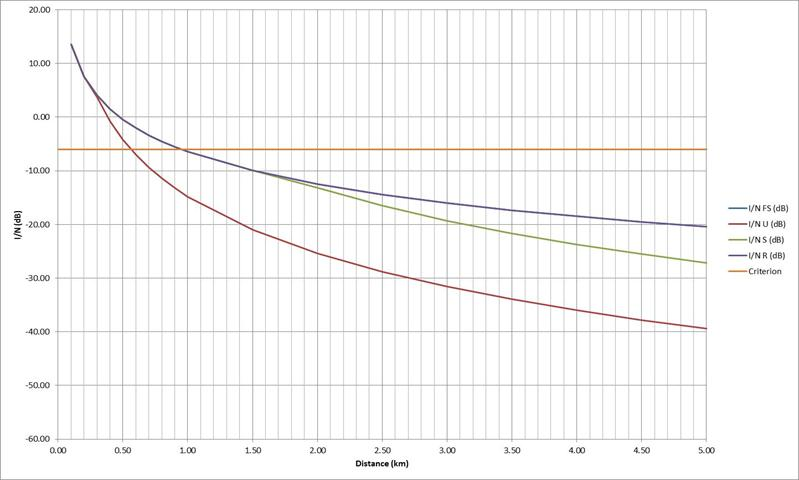 20.00
10.00
0.00
-10.00
-20.00
-30.00
-40.00
-50.00
-60.00
I/N (dB)
0.00 0.50 1.00 1.50 2.00 2.50 3.00 3.50 4.00 4.50 5.00
Distance (km)
I/N FS (dB)
I/N U (dB)
I/N S (dB)
I/N R (dB)
Criterion